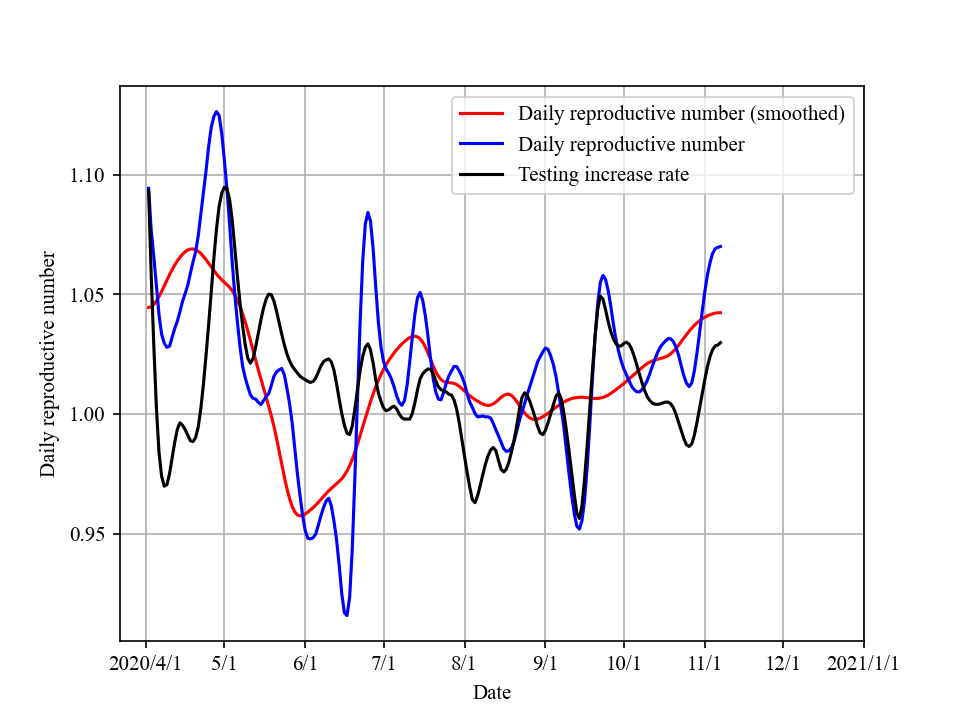 Daily reproductive number (smoothed)
Daily reproductive number
Testing increase rate
Daily reproductive number
1.10
1.05
1.00
0.95
2020/4/1 5/1 6/1 7/1 8/1 9/1 10/1 11/1 12/1 2021/1/1
Date